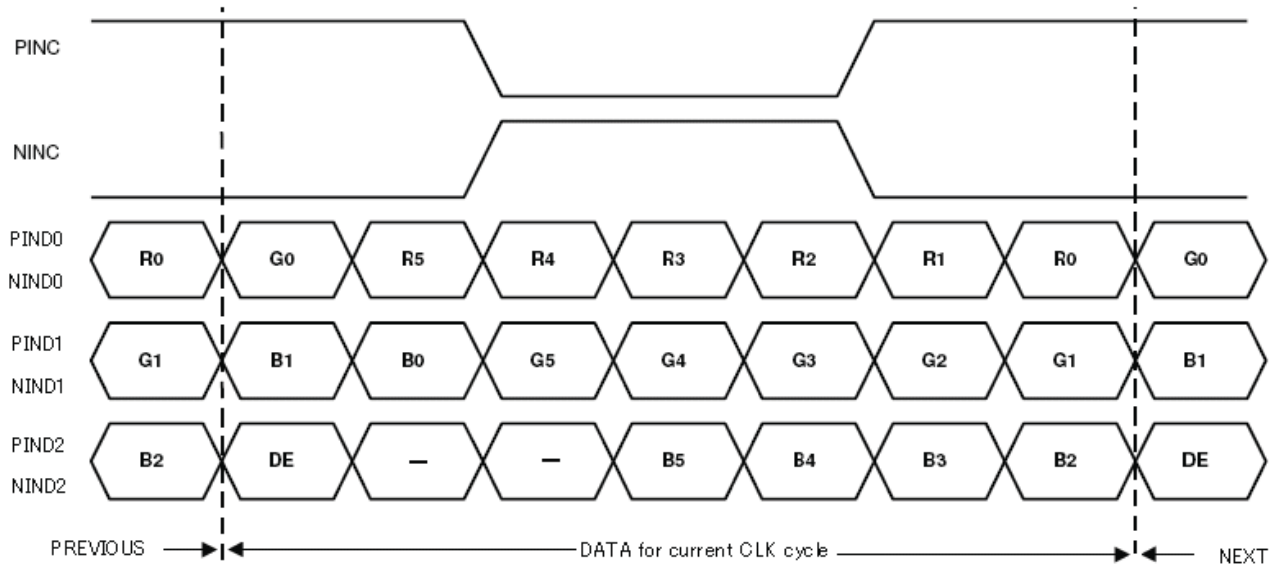 PINC
NINC
PIND0
NIND0
R0 G0 R5 R4 R3 R2 R1 R0 G0
PIND1
NIND1
G1 B1 B0 G5 G4 G3 G2 G1 B1
PIND2
NIND2
B2 DE — — B5 B4 B3 B2 DE
PREVIOUS DATA for current CLK cycle NEXT